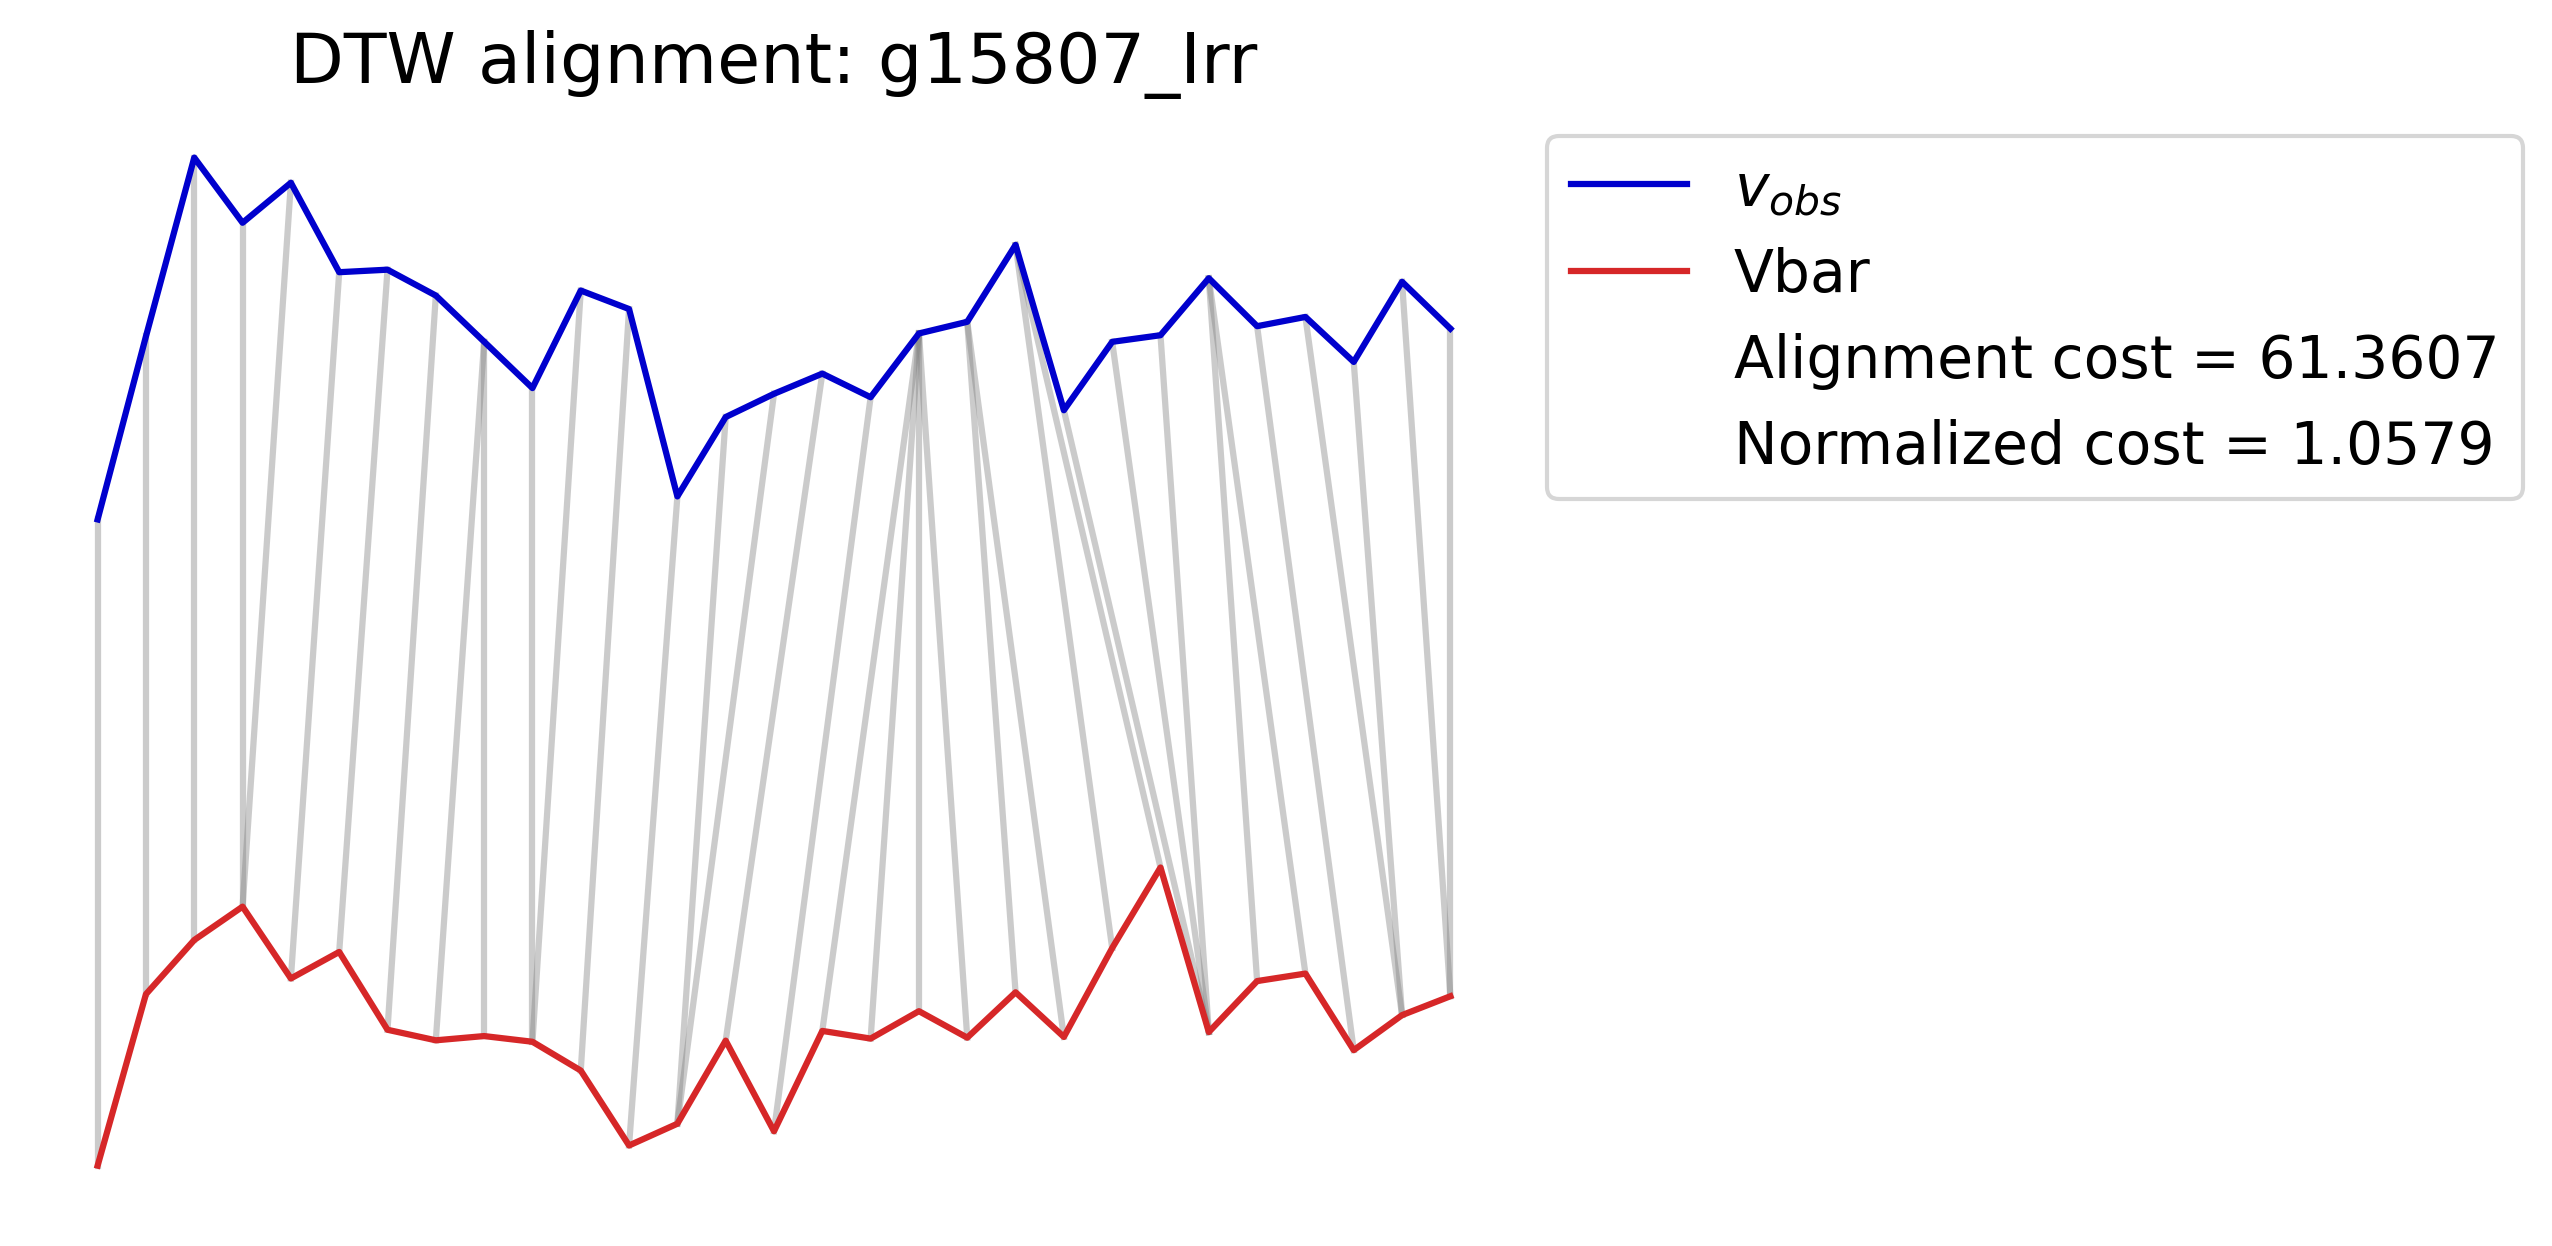 DTW alignment: g15807_Irr
v_obs
Vbar
Alignment cost = 61.3607
Normalized cost = 1.0579